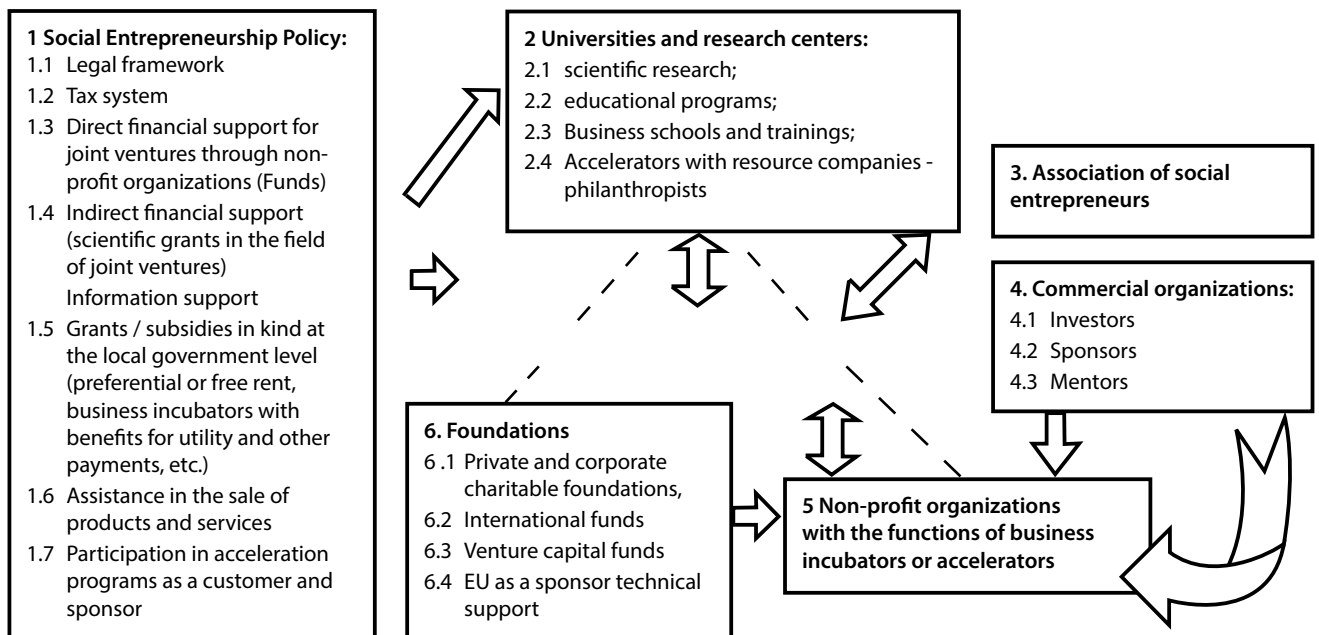 1 Social Entrepreneurship Policy:
1.1 Legal framework
1.2 Tax system
1.3 Direct financial support for
joint ventures through non-
profit organizations (Funds)
1.4 Indirect financial support
(scientific grants in the field
of joint ventures)
Information support
1.5 Grants / subsidies in kind at
the local government level
(preferential or free rent,
business incubators with
benefits for utility and other
payments, etc.)
1.6 Assistance in the sale of
products and services
1.7 Participation in acceleration
programs as a customer and
sponsor
2 Universities and research centers:
2.1 scientific research;
2.2 educational programs;
2.3 Business schools and trainings;
2.4 Accelerators with resource companies -
philanthropists
3. Association of social
entrepreneurs
4. Commercial organizations:
4.1 Investors
4.2 Sponsors
4.3 Mentors
6. Foundations
6 .1 Private and corporate
charitable foundations,
6.2 International funds
6.3 Venture capital funds
6.4 EU as a sponsor technical
support
5 Non-profit organizations
with the functions of business
incubators or accelerators